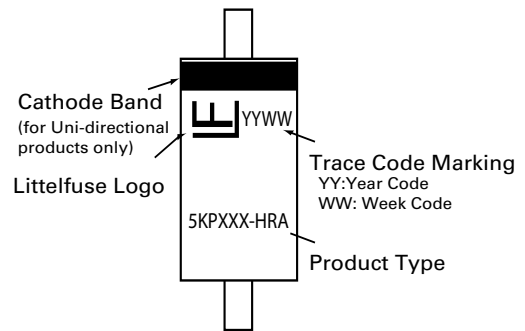 Cathode Band
(for Uni-directional
products only)
Littelfuse Logo
YYWW
Trace Code Marking
YY:Year Code
WW: Week Code
5KPXXX-HRA
Product Type